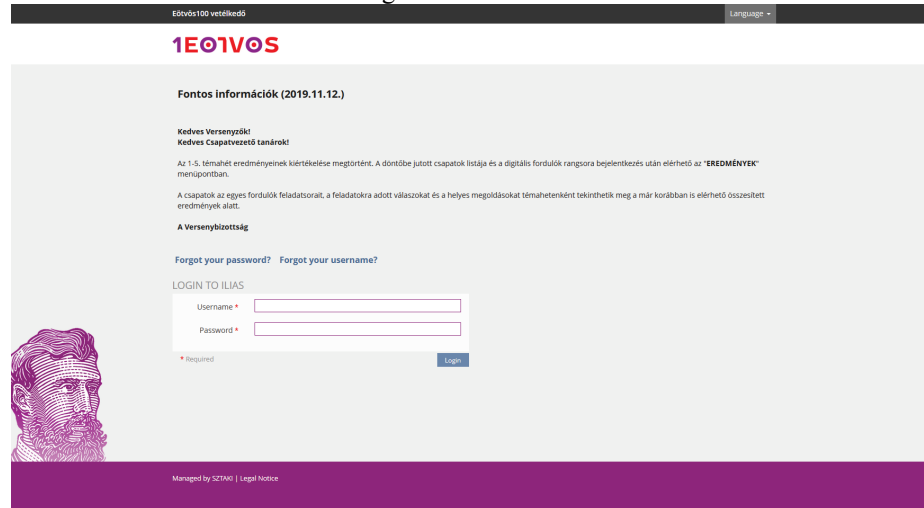 Eötvös100 vetélkedő
Language
1EOTVOS
Fontos információk (2019.11.12.)
Kedves Versenyzők!
Kedves Csapatvezető tanárok!
Az 1-5. témahét eredményeinek kiértékelése megtörtént. A döntőbe jutott csapatok listája és a digitális fordulók rangsora bejelentkezés után elérhető az "EREDMÉNYEK"
menüpontban.
A csapatok az egyes fordulók feladatsorait, a feladatokra adott válaszokat és a helyes megoldásokat témahetenként tekinthetik meg a már korábban is elérhető összesített
eredmények alatt.
A Versenybizottság
Forgot your password? Forgot your username?
LOGIN TO ILIAS
Username *
Password *
* Required
Login
Managed by SZTAKI | Legal Notice